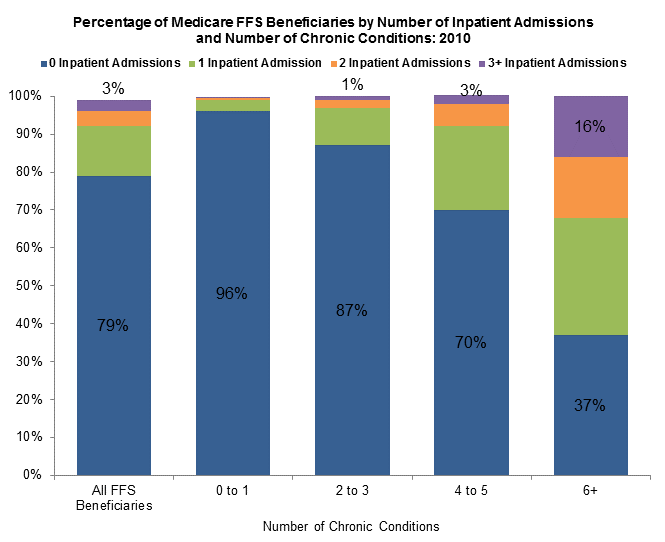 Percentage of Medicare FFS Beneficiaries by Number of Inpatient Admissions
and Number of Chronic Conditions: 2010
0 Inpatient Admissions 1 Inpatient Admission 2 Inpatient Admissions 3+ Inpatient Admissions
100%
90%
80%
70%
60%
50%
40%
30%
20%
10%
0%
3%
79%
96%
1%
87%
3%
70%
16%
37%
All FFS
Beneficiaries
0 to 1
2 to 3
4 to 5
6+
Number of Chronic Conditions